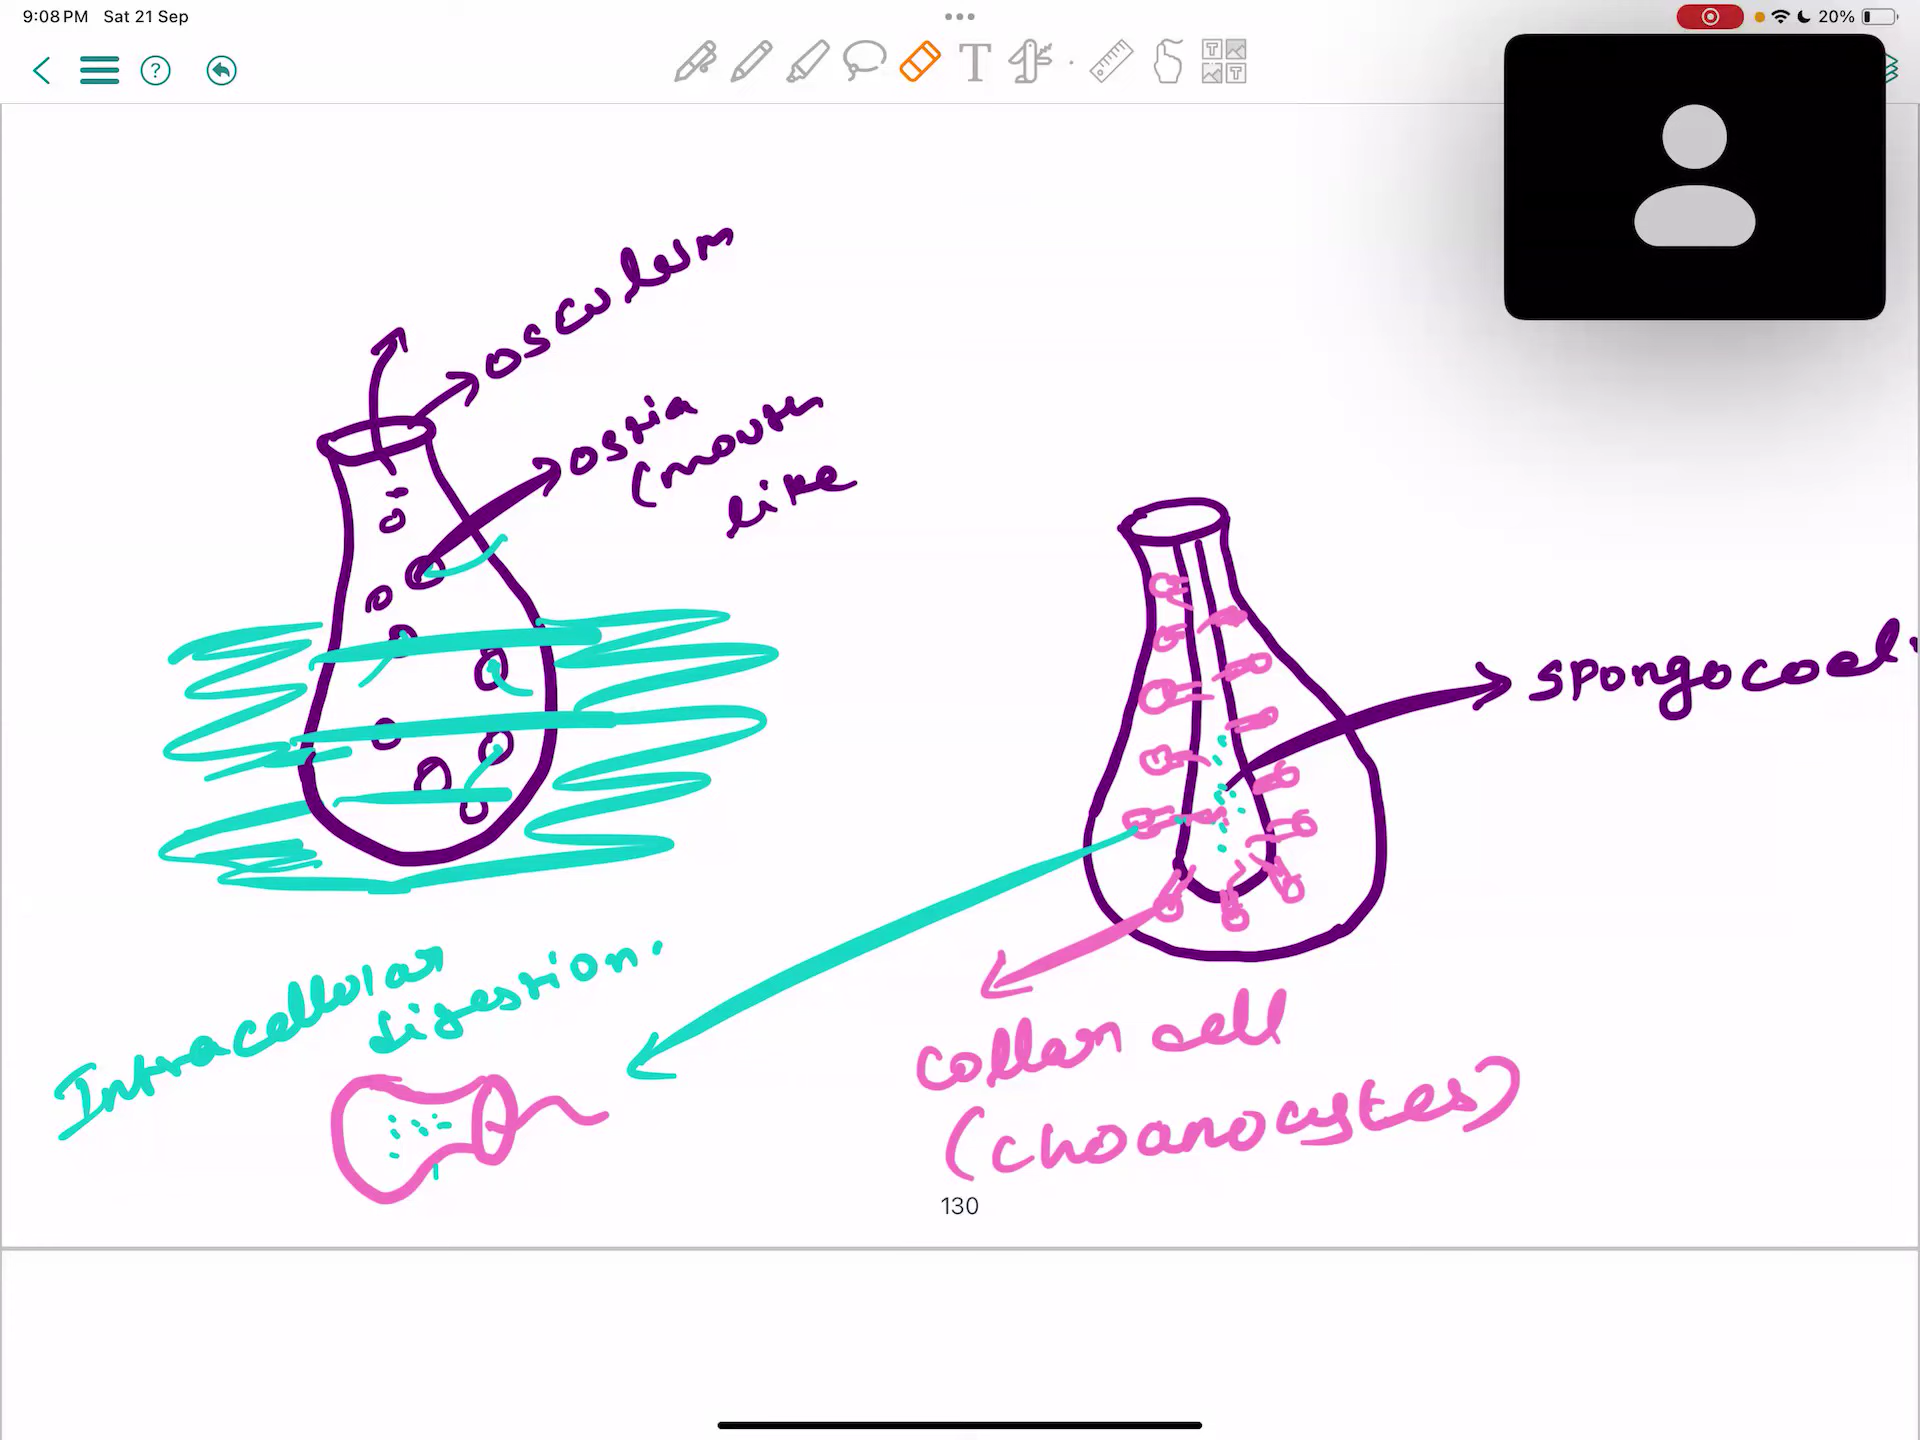 9:08 PM Sat 21 Sep
20%
osculum
ostia
(mouth
like
spongocoel
Intracellular
digestion.
collar cell
(choanocytes)
130